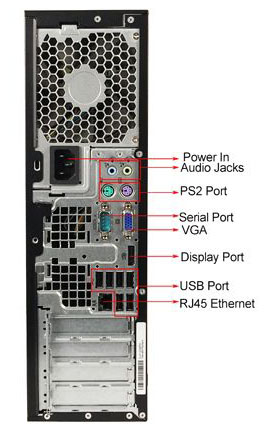 Power In
Audio Jacks
PS2 Port
Serial Port
VGA
Display Port
USB Port
RJ45 Ethernet